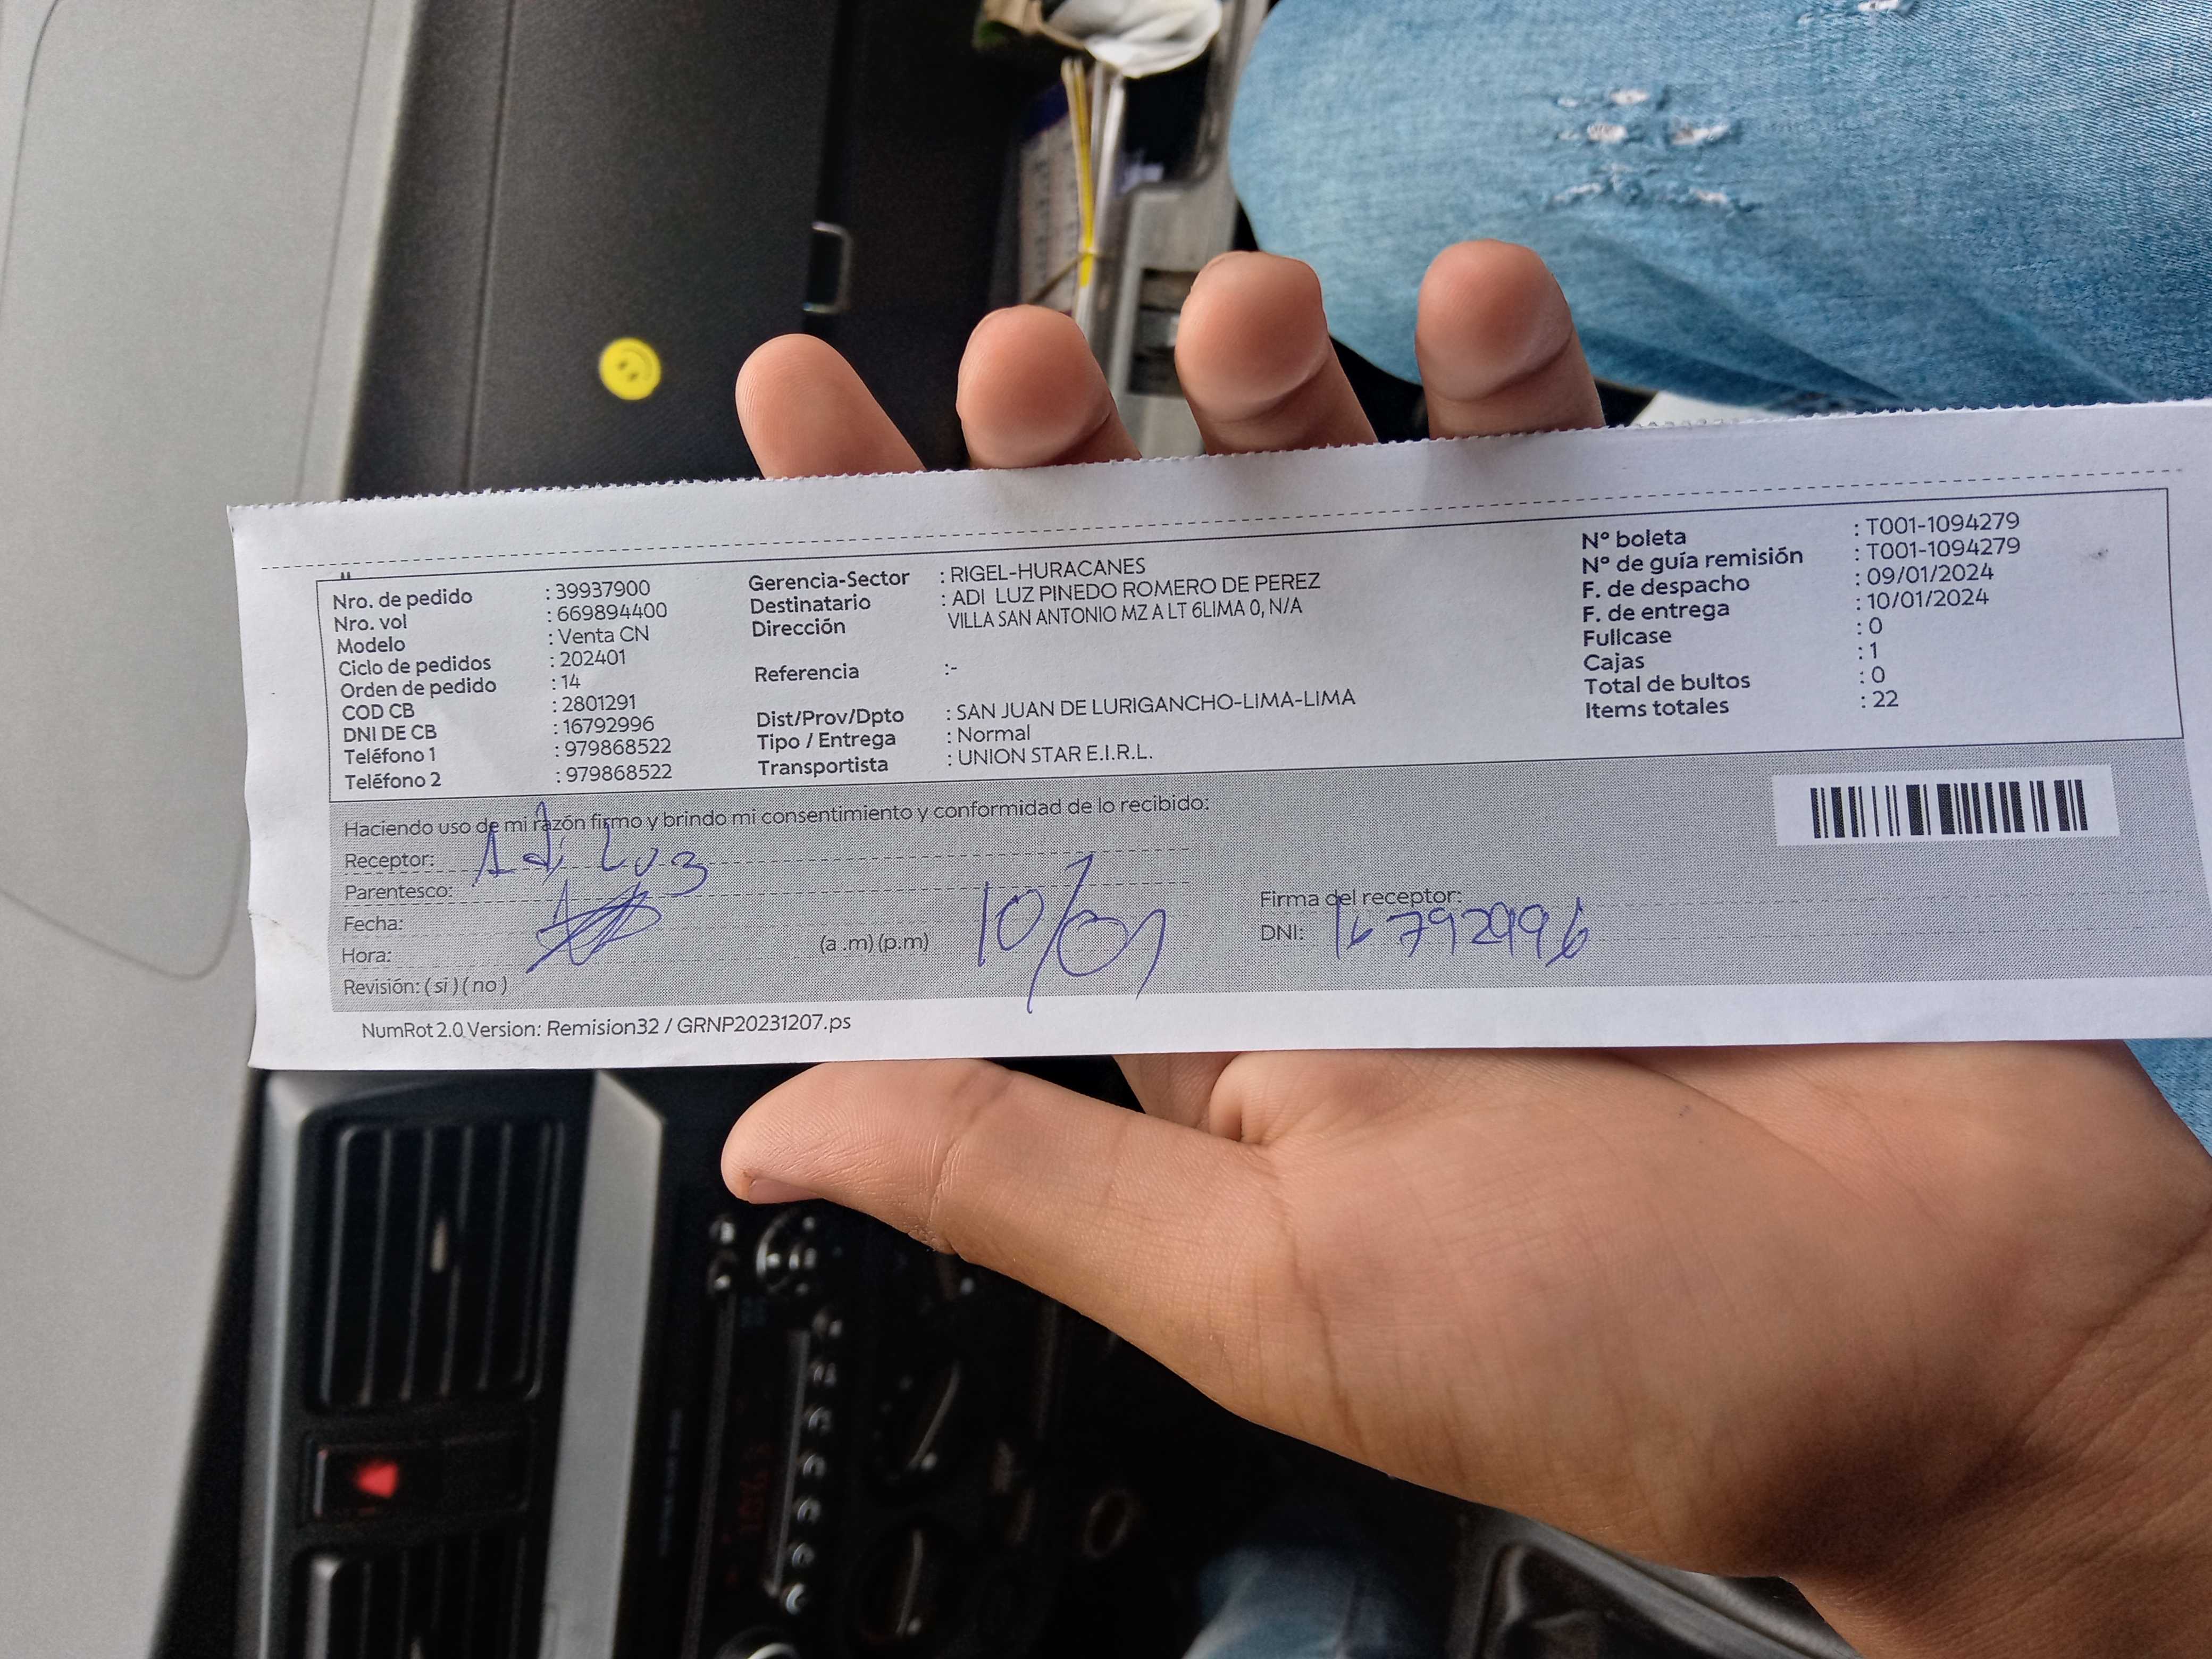 Nro. de pedido : 39937900
Nro. vol : 669894400
Modelo : Venta CN
Ciclo de pedidos : 202401
Orden de pedido : 14
COD CB : 2801291
DNI DE CB : 16792996
Teléfono 1 : 979868522
Teléfono 2 : 979868522
Gerencia-Sector : RIGEL-HURACANES
Destinatario : ADI LUZ PINEDO ROMERO DE PEREZ
Dirección VILLA SAN ANTONIO MZ A LT 6LIMA 0, N/A
Referencia :-
Dist/Prov/Dpto : SAN JUAN DE LURIGANCHO-LIMA-LIMA
Tipo / Entrega : Normal
Transportista : UNION STAR E.I.R.L.
N° boleta : T001-1094279
N° de guía remisión : T001-1094279
F. de despacho : 09/01/2024
F. de entrega : 10/01/2024
Fullcase : 0
Cajas : 1
Total de bultos : 0
Items totales : 22
Haciendo uso de mi razón firmo y brindo mi consentimiento y conformidad de lo recibido:
Receptor: Adi Luz
Parentesco:
Fecha:
Hora: (a .m) (p.m) 10/01
Revisión: ( si ) ( no )
Firma del receptor:
DNI: 16792996
NumRot 2.0 Version: Remision32 / GRNP20231207.ps